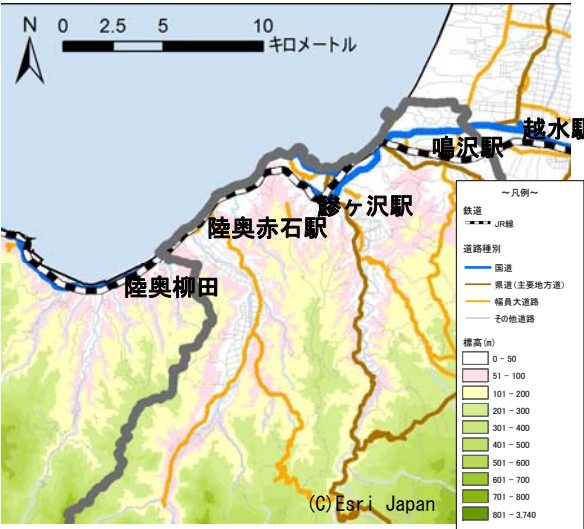 N
0 2.5 5 10
キロメートル
越水駅
鳴沢駅
鰺ヶ沢駅
陸奥赤石駅
陸奥柳田
~凡例~
鉄道
JR線
道路種別
国道
県道(主要地方道)
幅員大道路
その他道路
標高(m)
0 - 50
51 - 100
101 - 200
201 - 300
301 - 400
401 - 500
501 - 600
601 - 700
701 - 800
801 - 3,740
(C)Esri Japan